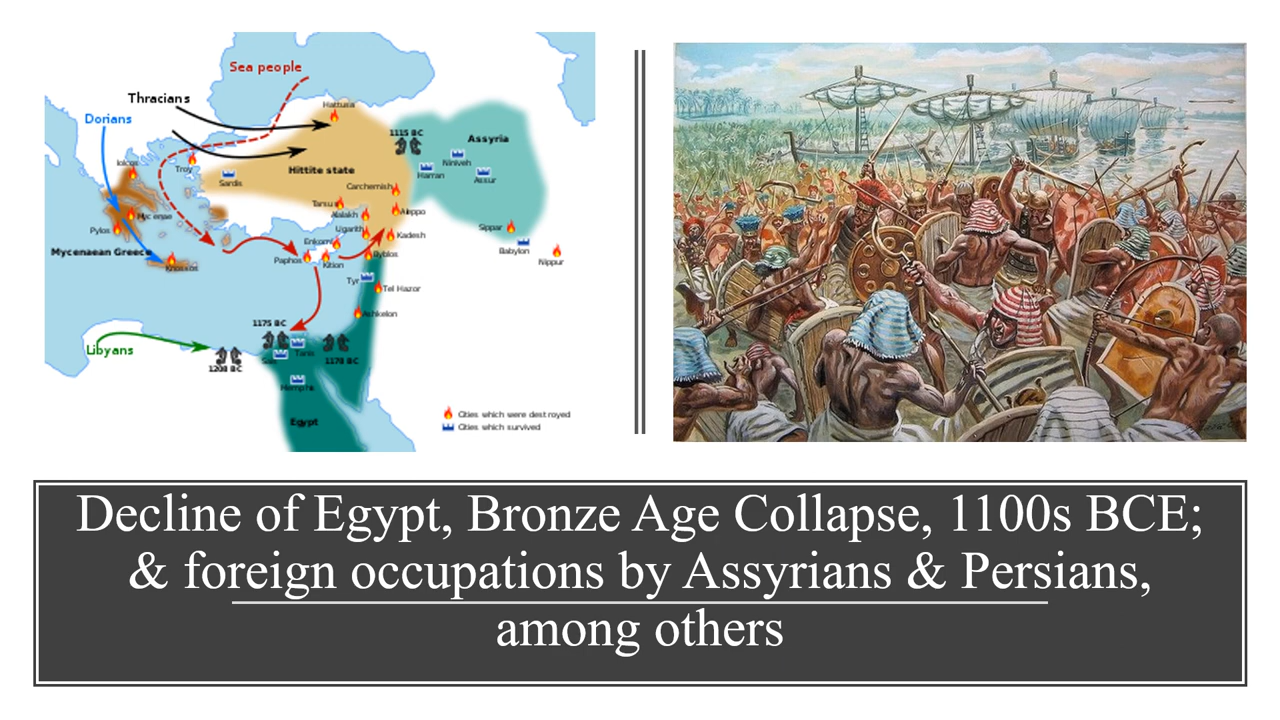 Sea people
Thracians
Dorians
Hattusa
1115 BC
Assyria
Iolcos
Troy
Hittite state
Niniveh
Harran
Assur
Sardis
Carchemish
Tarsus
Alalakh
Aleppo
Mycenae
Pylos
Ugarith
Kadesh
Sippar
Enkomi
Mycenaean Greece
Babylon
Byblos
Paphos
Kition
Nippur
Knossos
Tyr
Tel Hazor
Ashkelon
1175 BC
Libyans
Tanis
Sais
1178 BC
1208 BC
Memphis
Cities which were destroyed
Cities which survived
Egypt
Decline of Egypt, Bronze Age Collapse, 1100s BCE;
& foreign occupations by Assyrians & Persians,
among others